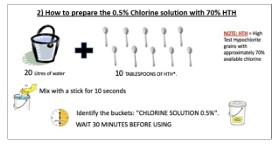 2) How to prepare the 0.5% Chlorine solution with 70% HTH
NOTE: HTH = High
Test Hypochlorite
grains with
approximately 70%
available chlorine
20 Litres of water
10 TABLESPOONS OF HTH*.
Mix with a stick for 10 seconds
Identify the buckets: "CHLORINE SOLUTION 0.5%".
WAIT 30 MINUTES BEFORE USING